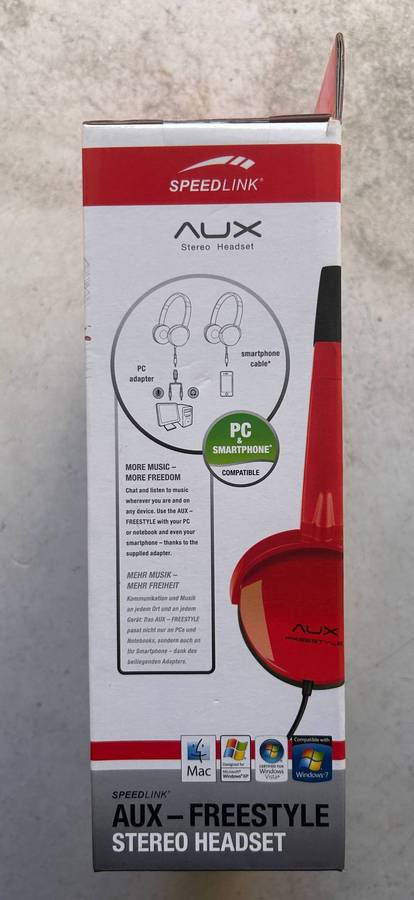 SPEEDLINK®
AUX
Stereo Headset
PC
adapter
smartphone
cable*
PC
&
SMARTPHONE*
COMPATIBLE
MORE MUSIC –
MORE FREEDOM
Chat and listen to music
wherever you are and on
any device. Use the AUX –
FREESTYLE with your PC
or notebook and even your
smartphone – thanks to the
supplied adapter.
MEHR MUSIK –
MEHR FREIHEIT
Kommunikation und Musik
an jedem Ort und an jedem
Gerät: Das AUX – FREESTYLE
passt nicht nur an PCs und
Notebooks, sondern auch an
Ihr Smartphone – dank des
beiliegenden Adapters.
AUX
FREESTYLE
Mac
Designed for
Microsoft®
Windows® XP
CERTIFIED FOR
Windows
Vista®
Compatible with
Windows® 7
SPEEDLINK®
AUX – FREESTYLE
STEREO HEADSET